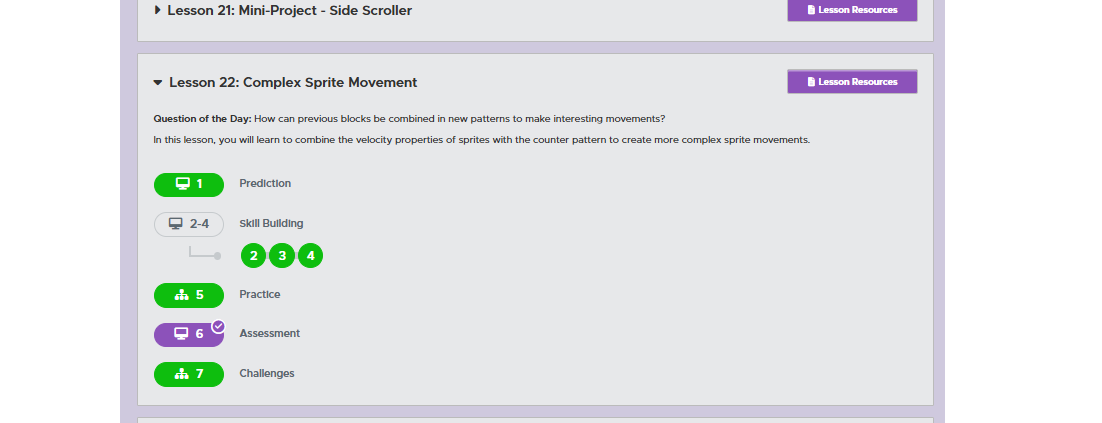 Lesson 21: Mini-Project - Side Scroller
Lesson Resources
Lesson 22: Complex Sprite Movement
Lesson Resources
Question of the Day: How can previous blocks be combined in new patterns to make interesting movements?
In this lesson, you will learn to combine the velocity properties of sprites with the counter pattern to create more complex sprite movements.
1 Prediction
2-4 Skill Building
2 3 4
5 Practice
6 Assessment
7 Challenges